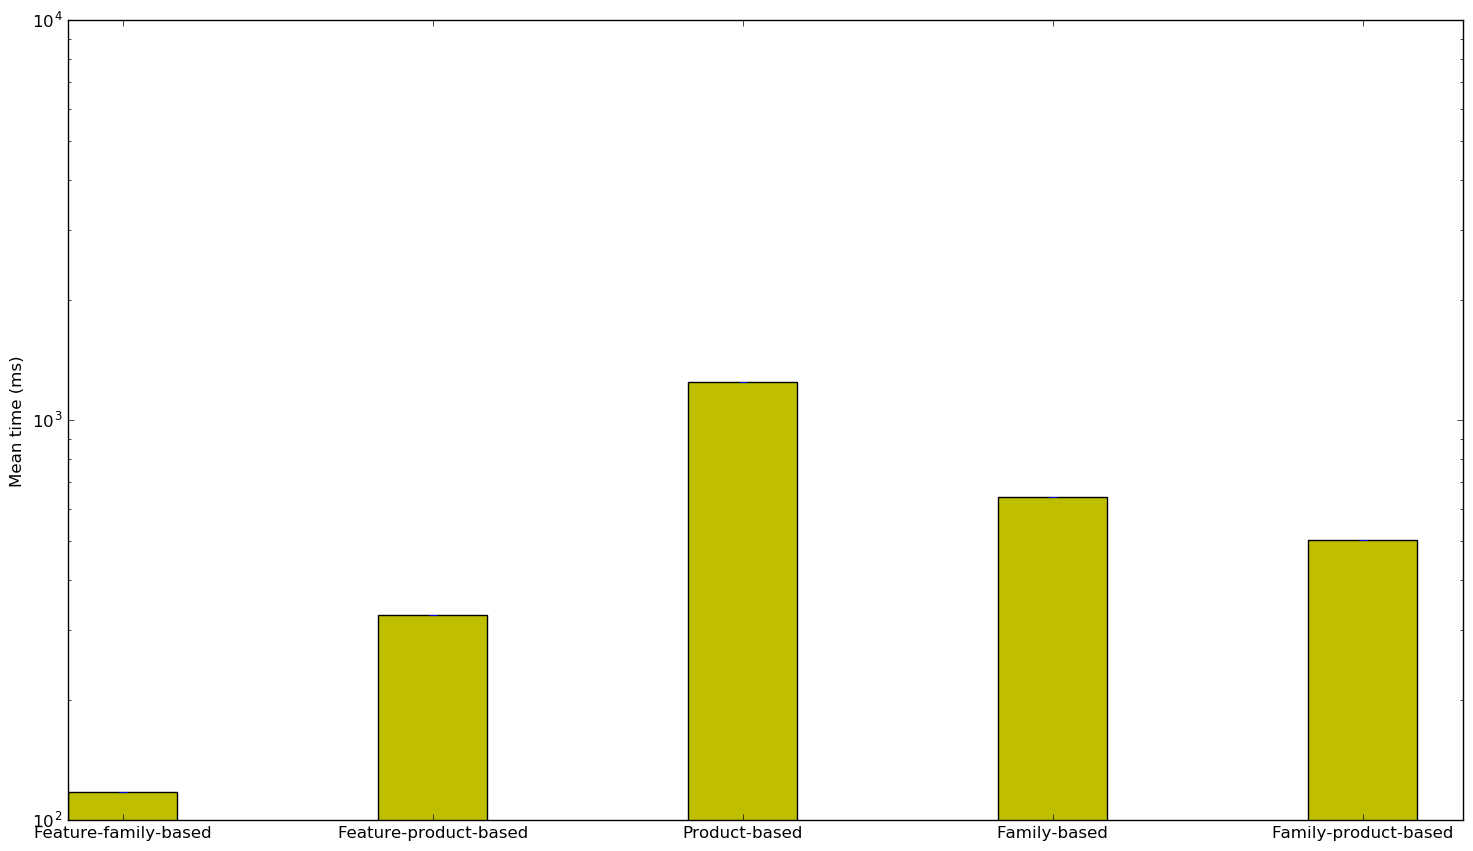 10^4
10^3
10^2
Mean time (ms)
Feature-family-based
Feature-product-based
Product-based
Family-based
Family-product-based